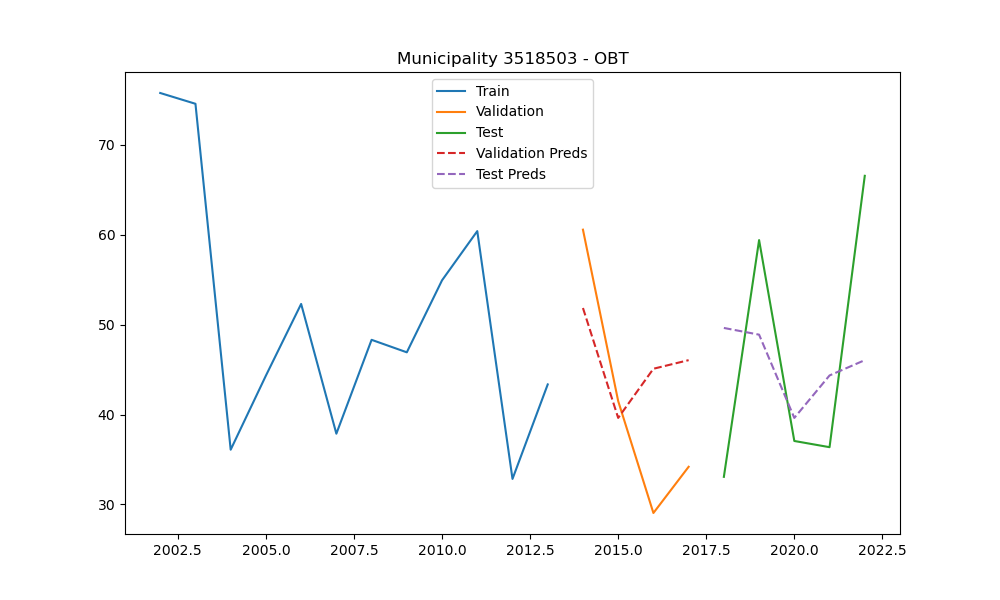 Municipality 3518503 - OBT
Train
Validation
Test
Validation Preds
Test Preds
70
60
50
40
30
2002.5 2005.0 2007.5 2010.0 2012.5 2015.0 2017.5 2020.0 2022.5